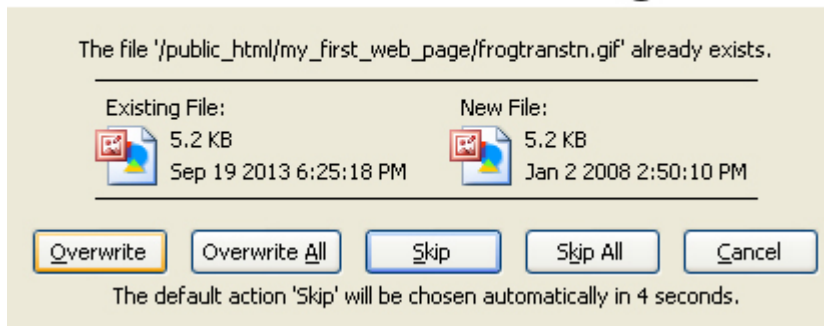 The file '/public_html/my_first_web_page/frogtranstn.gif' already exists.
Existing File: New File:
5.2 KB 5.2 KB
Sep 19 2013 6:25:18 PM Jan 2 2008 2:50:10 PM
Overwrite Overwrite All Skip Skip All Cancel
The default action 'Skip' will be chosen automatically in 4 seconds.